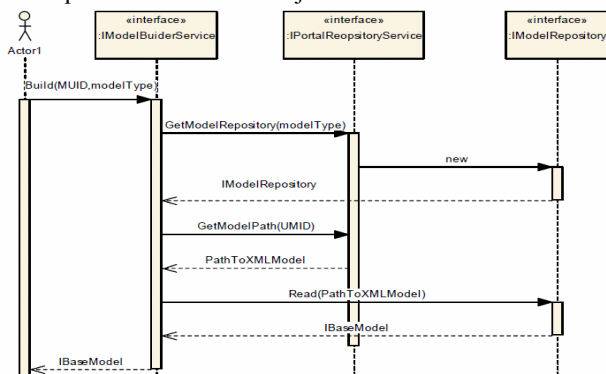 «interface»
:IModelBuiderService
«interface»
:IPortalReopsitoryService
«interface»
:IModelRepository
Actor1
Build(MUID,modelType)
GetModelRepository(modelType)
new
IModelRepository
GetModelPath(UMID)
PathToXMLModel
Read(PathToXMLModel)
IBaseModel
IBaseModel